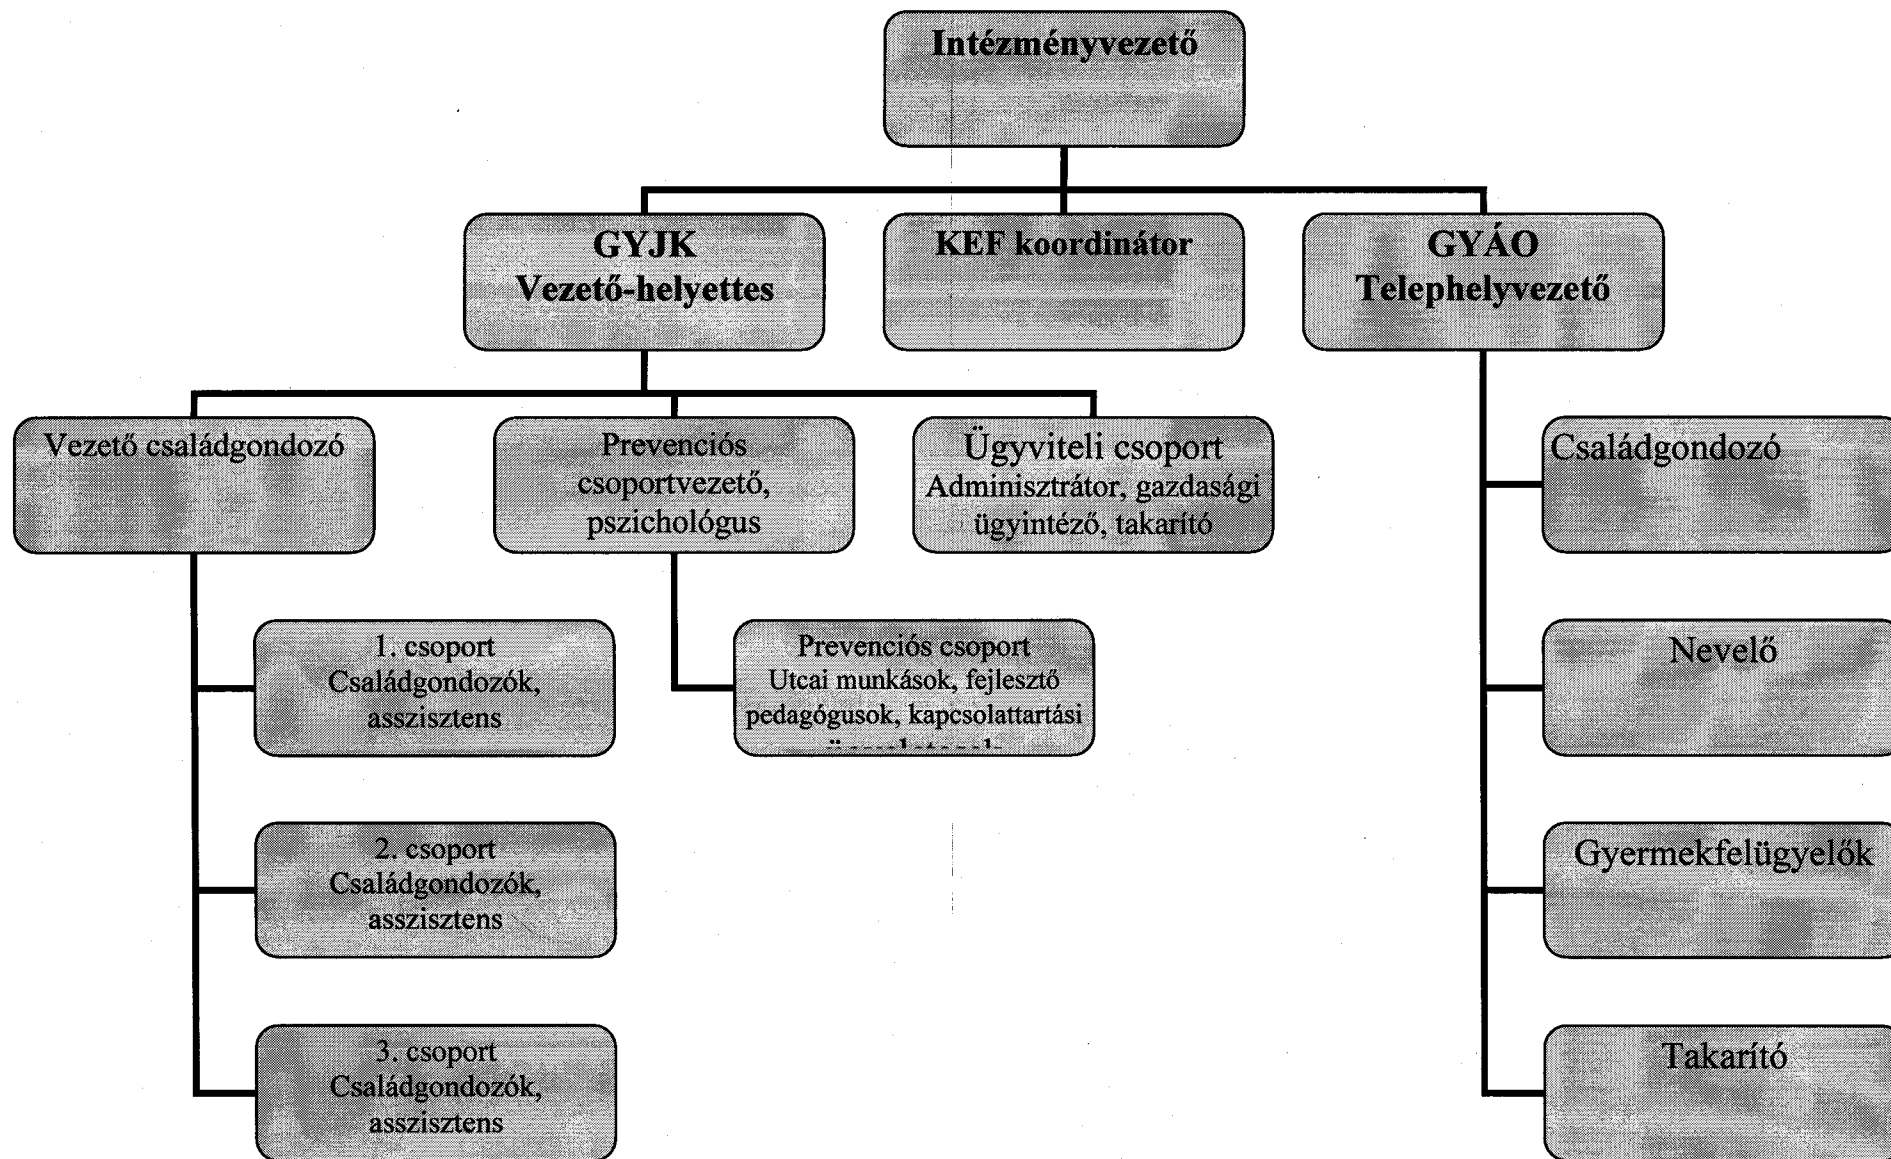 Intézményvezető
GYJK
Vezető-helyettes
KEF koordinátor
GYÁO
Telephelyvezető
Vezető családgondozó
Prevenciós
csoportvezető,
pszichológus
Ügyviteli csoport
Adminisztrátor, gazdasági
ügyintéző, takarító
Családgondozó
1. csoport
Családgondozók,
asszisztens
Prevenciós csoport
Utcai munkások, fejlesztő
pedagógusok, kapcsolattartási
Nevelő
2. csoport
Családgondozók,
asszisztens
Gyermekfelügyelők
3. csoport
Családgondozók,
asszisztens
Takarító